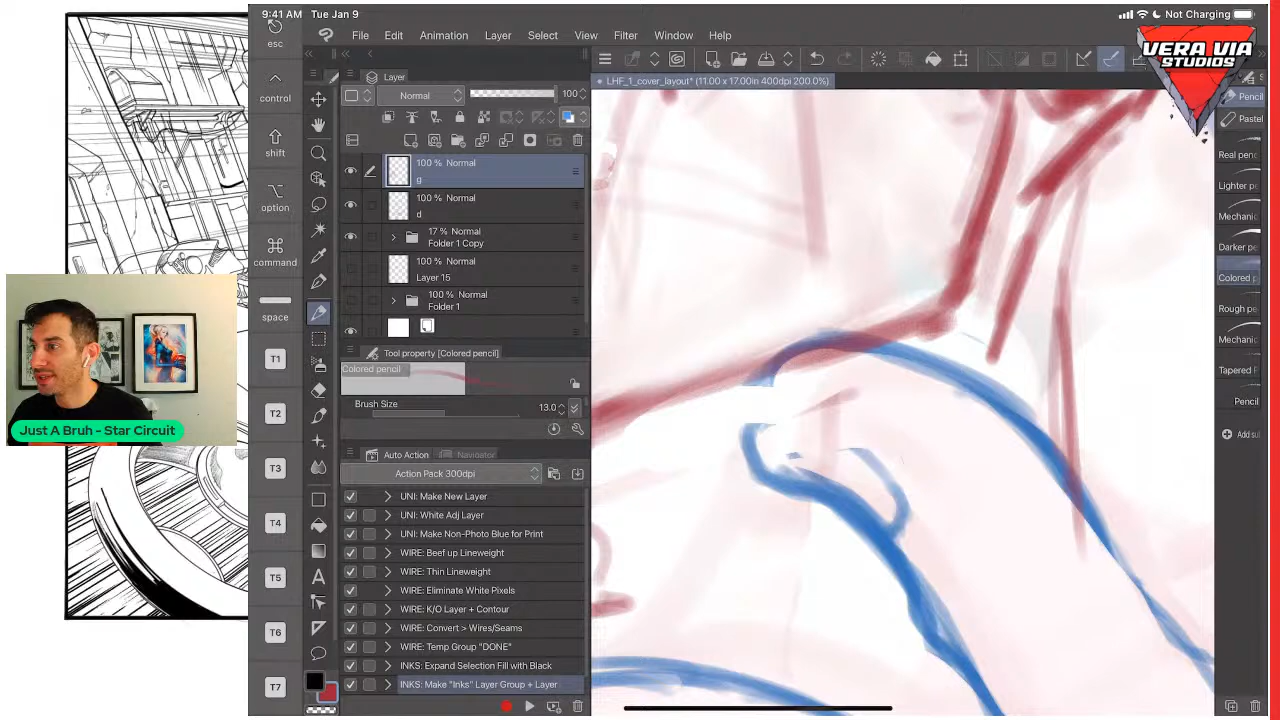 9:41 AM Tue Jan 9
Not Charging
esc
File Edit Animation Layer Select View Filter Window Help
VERA VIA
STUDIOS
Layer
LHF_1_cover_layout* (11.00 x 17.00in 400dpi 200.0%)
control
Normal 100
Pencil
Pastel
shift
100 % Normal
g
Real penc
Lighter pe
option
100 % Normal
d
Mechanic
17 % Normal
Folder 1 Copy
command
Darker pe
100 % Normal
Layer 15
Colored p
100 % Normal
Folder 1
space
Rough pe
Mechanic
Tapered P
Pencil
T1
Tool property [Colored pencil]
Colored pencil
Brush Size 13.0
T2
Just A Bruh - Star Circuit
Add su
Auto Action Navigator
T3
Action Pack 300dpi
UNI: Make New Layer
T4
UNI: White Adj Layer
UNI: Make Non-Photo Blue for Print
WIRE: Beef up Lineweight
T5
WIRE: Thin Lineweight
WIRE: Eliminate White Pixels
WIRE: K/O Layer + Contour
T6
WIRE: Convert > Wires/Seams
WIRE: Temp Group "DONE"
INKS: Expand Selection Fill with Black
T7
INKS: Make "Inks" Layer Group + Layer